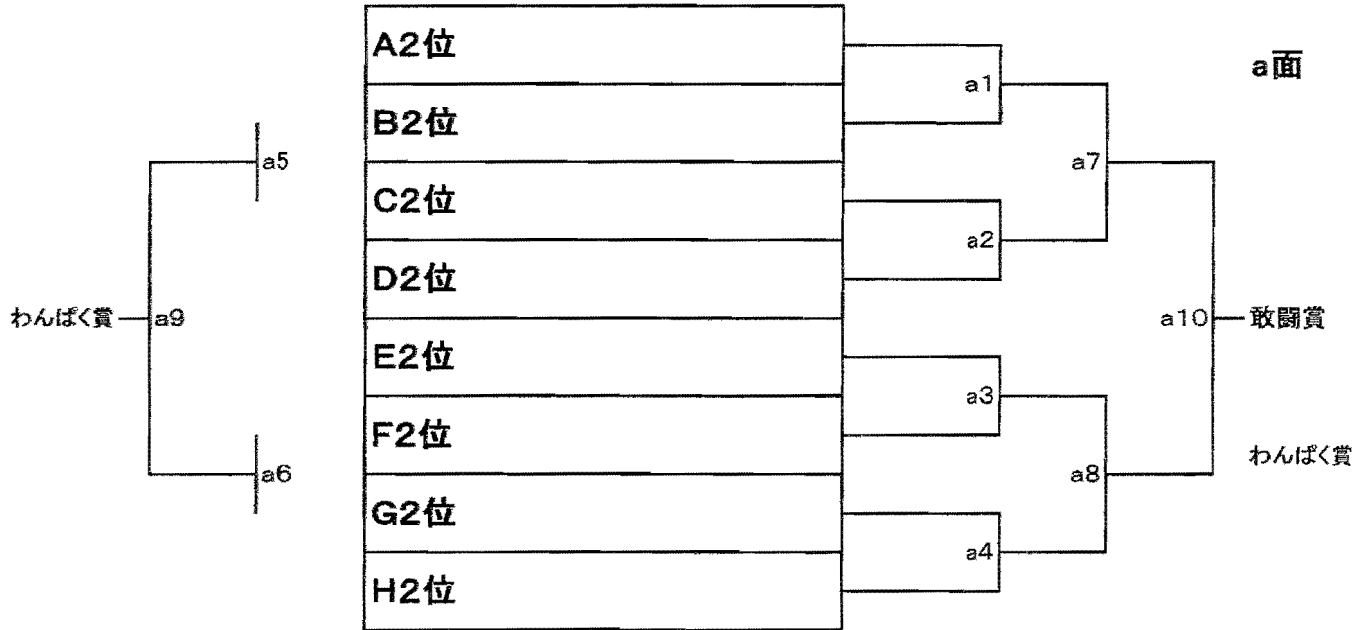 A2位
a面
a1
B2位
a5
a7
C2位
a2
D2位
わんぱく賞
a9
a10
敢闘賞
E2位
a3
F2位
わんぱく賞
a6
a8
G2位
a4
H2位